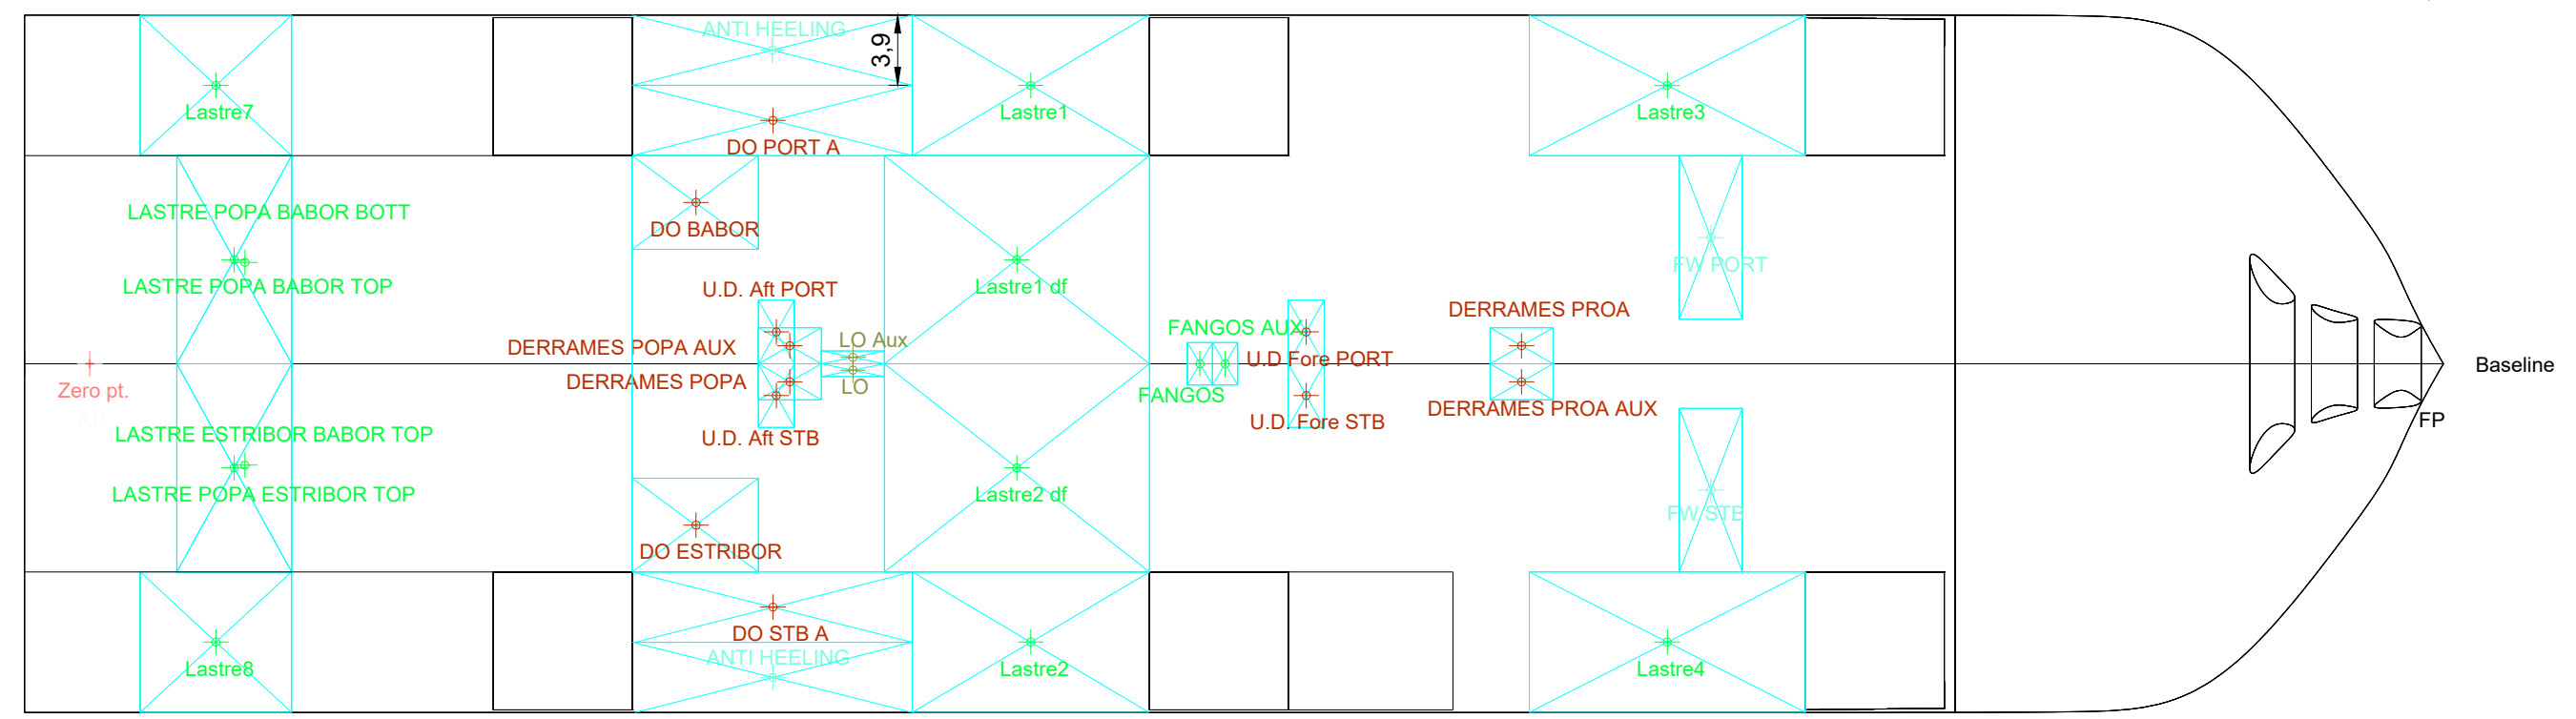 ANTI HEELING
3,9
Lastre7
Lastre1
Lastre3
DO PORT A
LASTRE POPA BABOR BOTT
DO BABOR
FW PORT
LASTRE POPA BABOR TOP
U.D. Aft PORT
Lastre1 df
DERRAMES PROA
FANGOS AUX
LO Aux
DERRAMES POPA AUX
U.D Fore PORT
Baseline
Zero pt.
DERRAMES POPA
LO
FANGOS
DERRAMES PROA AUX
AP
FP
U.D. Fore STB
LASTRE ESTRIBOR BABOR TOP
U.D. Aft STB
LASTRE POPA ESTRIBOR TOP
Lastre2 df
FW STB
DO ESTRIBOR
DO STB A
ANTI HEELING
Lastre8
Lastre2
Lastre4